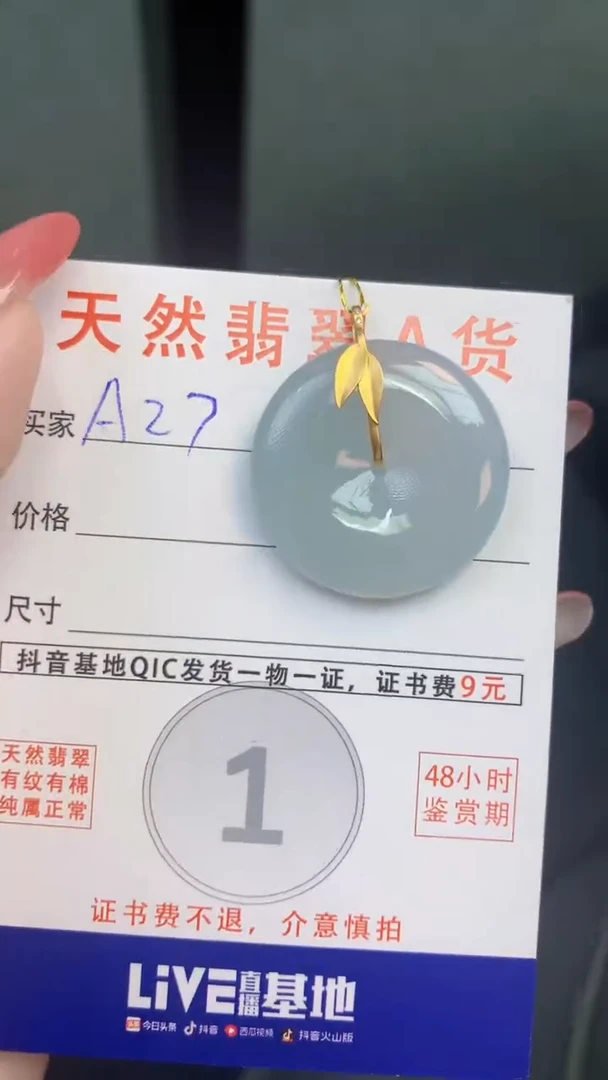 天然翡翠A货
买家 A27
价格
尺寸
抖音基地QIC发货一物一证，证书费9元
天然翡翠
有纹有棉
纯属正常
1
48小时
鉴赏期
证书费不退，介意慎拍
LiVE直播基地
头条 今日头条 抖音 西瓜视频 抖音火山版